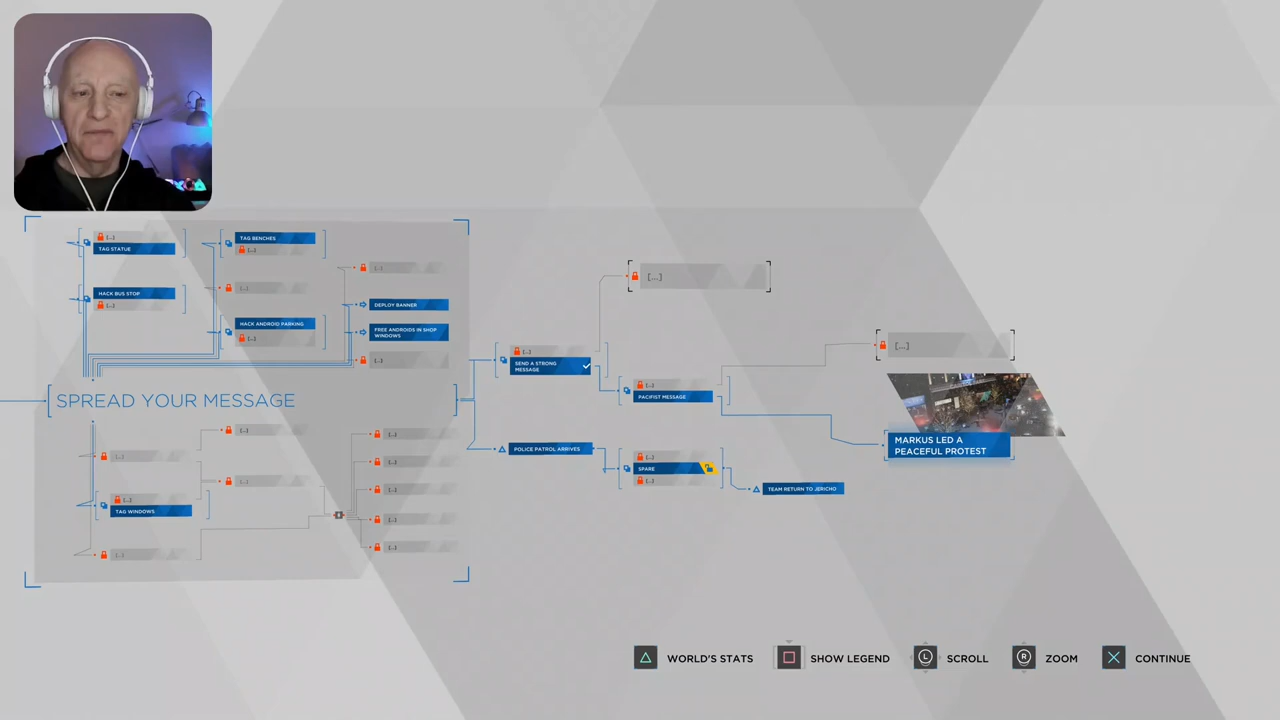 [...]
TAG STATUE
TAG BENCHES
[...]
[...]
HACK BUS STOP
[...]
[...]
DEPLOY BANNER
HACK ANDROID PARKING
[...]
FREE ANDROIDS IN SHOP
WINDOWS
[...]
SPREAD YOUR MESSAGE
[...]
[...]
[...]
[...]
[...]
[...]
TAG WINDOWS
[...]
[...]
[...]
[...]
[...]
[...]
SEND A STRONG
MESSAGE
[...]
PACIFIST MESSAGE
POLICE PATROL ARRIVES
[...]
SPARE
[...]
TEAM RETURN TO JERICHO
[...]
MARKUS LED A
PEACEFUL PROTEST
WORLD'S STATS
SHOW LEGEND
L
SCROLL
R
ZOOM
CONTINUE